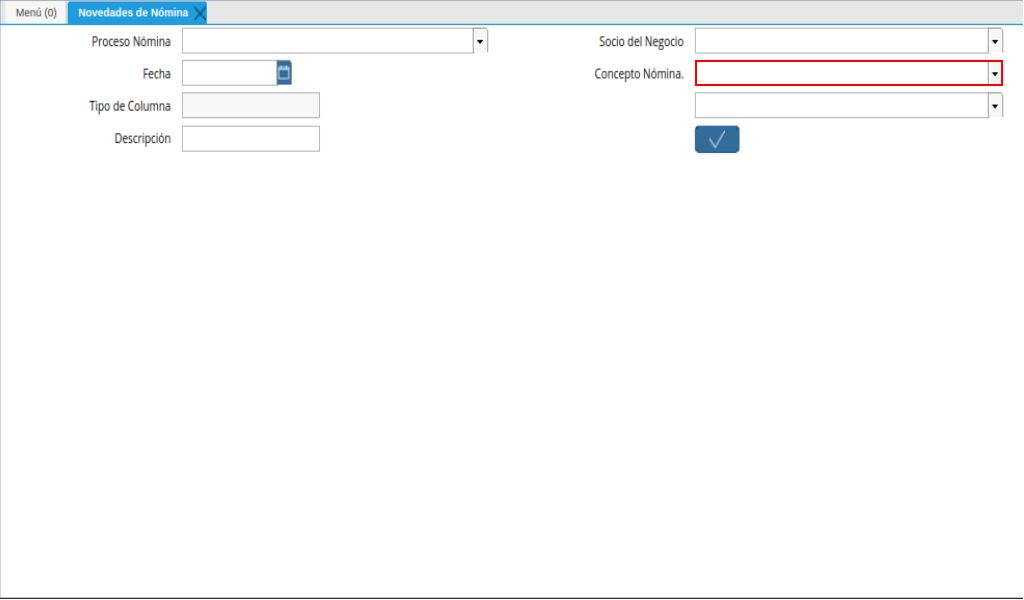 Menú (0) Novedades de Nómina
Proceso Nómina Socio del Negocio
Fecha Concepto Nómina.
Tipo de Columna
Descripción